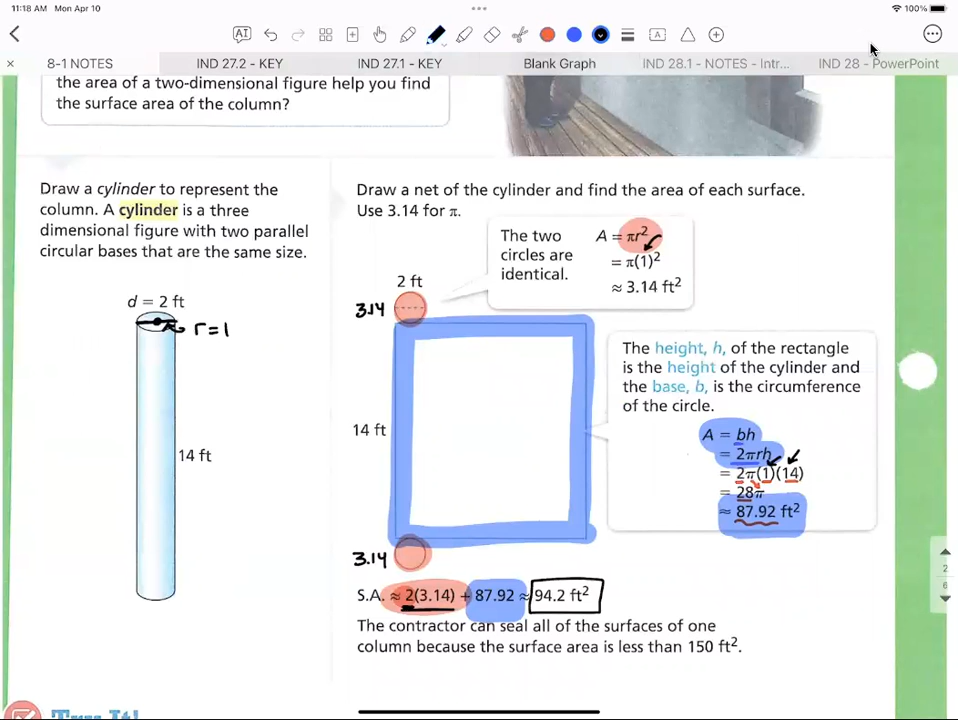 11:18 AM Mon Apr 10
100%
AI
A
8-1 NOTES
IND 27.2 - KEY
IND 27.1 - KEY
Blank Graph
IND 28.1 - NOTES - Intr...
IND 28 - PowerPoint
the area of a two-dimensional figure help you find
the surface area of the column?
Draw a cylinder to represent the
column. A cylinder is a three
dimensional figure with two parallel
circular bases that are the same size.
d = 2 ft
r=1
14 ft
Draw a net of the cylinder and find the area of each surface.
Use 3.14 for π.
The two
circles are
identical.
A = πr²
= π(1)²
≈ 3.14 ft²
2 ft
3.14
14 ft
3.14
The height, h, of the rectangle
is the height of the cylinder and
the base, b, is the circumference
of the circle.
A = bh
= 2πrh
= 2π(1)(14)
= 28π
≈ 87.92 ft²
S.A. ≈ 2(3.14) + 87.92 ≈ 94.2 ft²
The contractor can seal all of the surfaces of one
column because the surface area is less than 150 ft².
2
6
Try It!